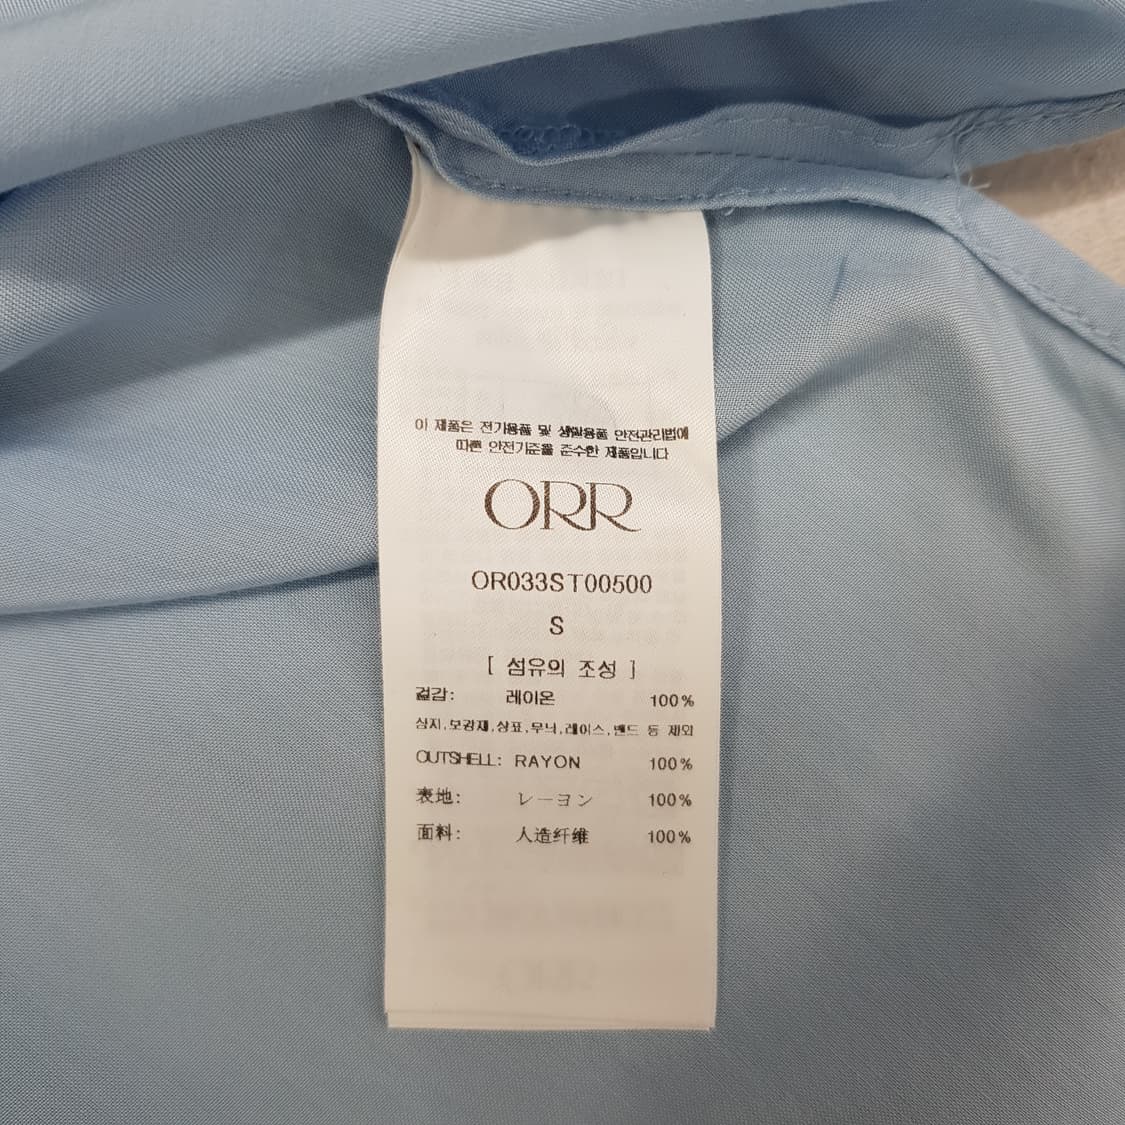 이 제품은 전기용품 및 생활용품 안전관리법에
따른 안전기준을 준수한 제품입니다
ORR
OR033ST00500
S
[ 섬유의 조성 ]
겉감: 레이온 100%
심지,보강재,상표,무늬,레이스,밴드 등 제외
OUTSHELL: RAYON 100%
表地: レーヨン 100%
面料: 人造纤维 100%